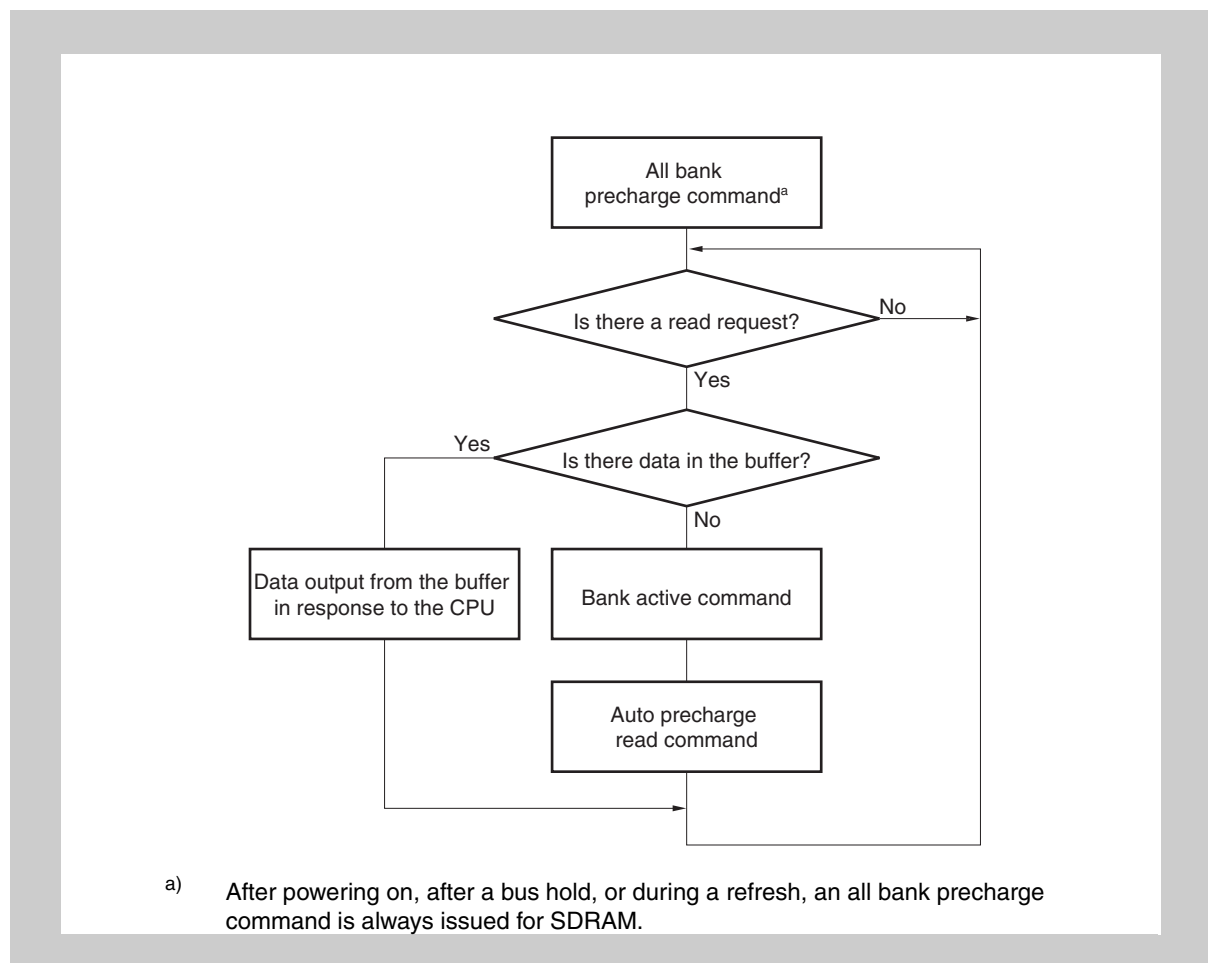 All bank
precharge commandᵃ
Is there a read request?
No
Yes
Yes
Is there data in the buffer?
No
Data output from the buffer
in response to the CPU
Bank active command
Auto precharge
read command
a) After powering on, after a bus hold, or during a refresh, an all bank precharge
command is always issued for SDRAM.